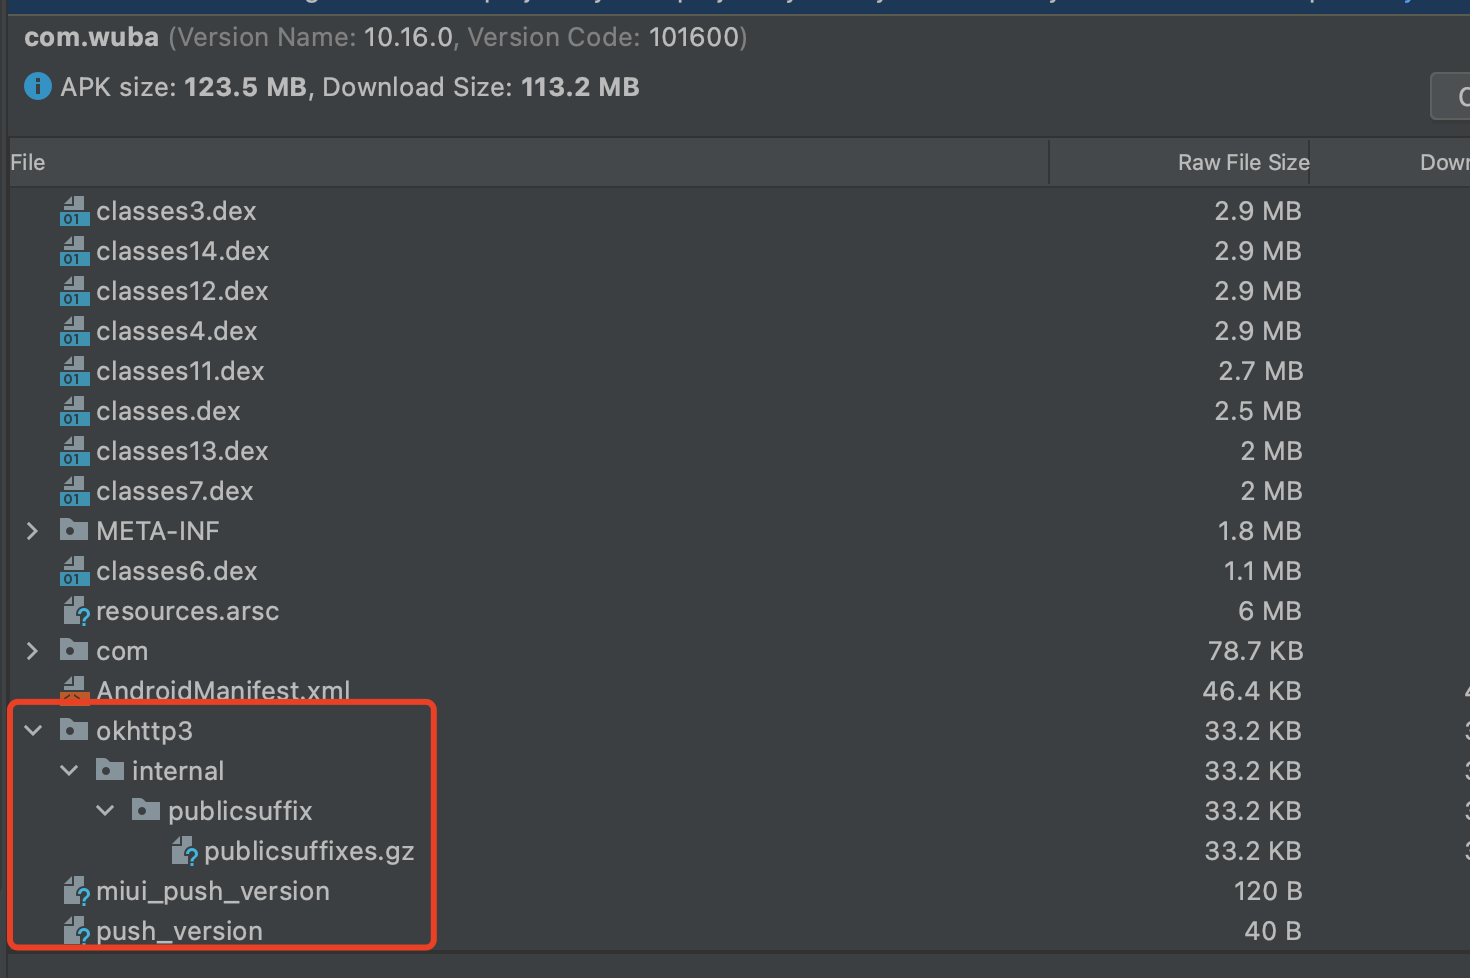 com.wuba (Version Name: 10.16.0, Version Code: 101600)
APK size: 123.5 MB, Download Size: 113.2 MB
File Raw File Size
classes3.dex 2.9 MB
classes14.dex 2.9 MB
classes12.dex 2.9 MB
classes4.dex 2.9 MB
classes11.dex 2.7 MB
classes.dex 2.5 MB
classes13.dex 2 MB
classes7.dex 2 MB
META-INF 1.8 MB
classes6.dex 1.1 MB
resources.arsc 6 MB
com 78.7 KB
AndroidManifest.xml 46.4 KB
okhttp3 33.2 KB
internal 33.2 KB
publicsuffix 33.2 KB
publicsuffixes.gz 33.2 KB
miui_push_version 120 B
push_version 40 B